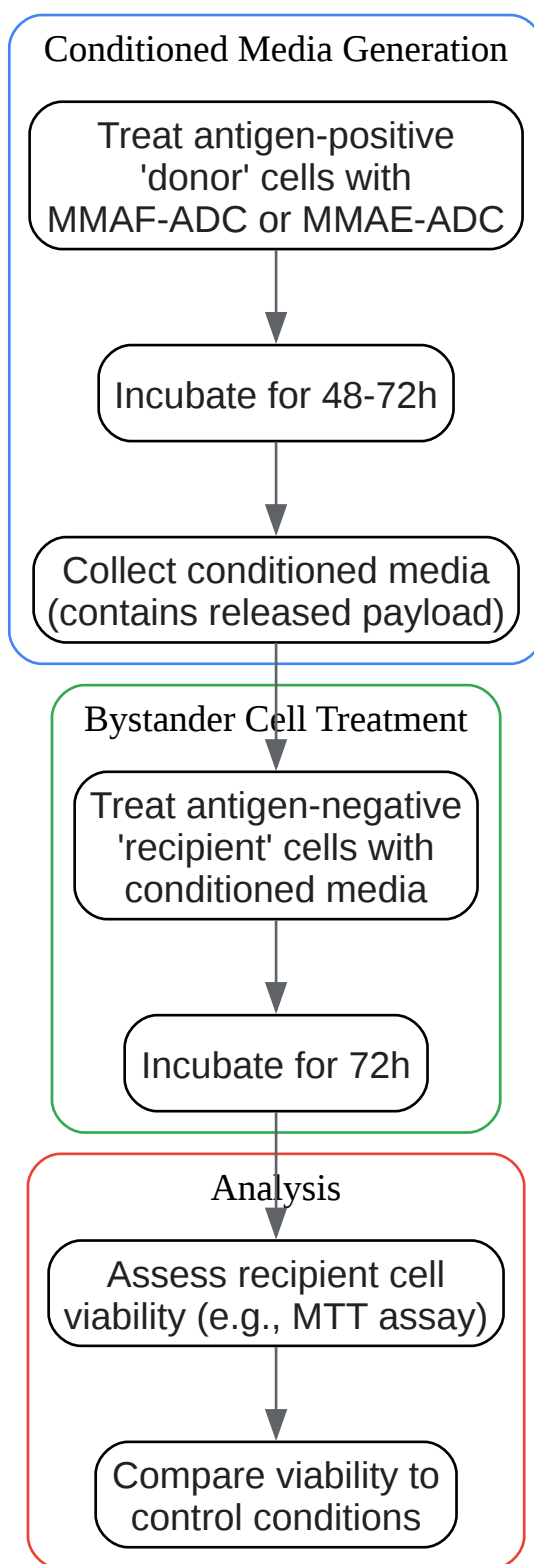 Conditioned Media Generation
Treat antigen-positive
'donor' cells with
MMAF-ADC or MMAE-ADC
Incubate for 48-72h
Collect conditioned media
(contains released payload)
Bystander Cell Treatment
Treat antigen-negative
'recipient' cells with
conditioned media
Incubate for 72h
Analysis
Assess recipient cell
viability (e.g., MTT assay)
Compare viability to
control conditions